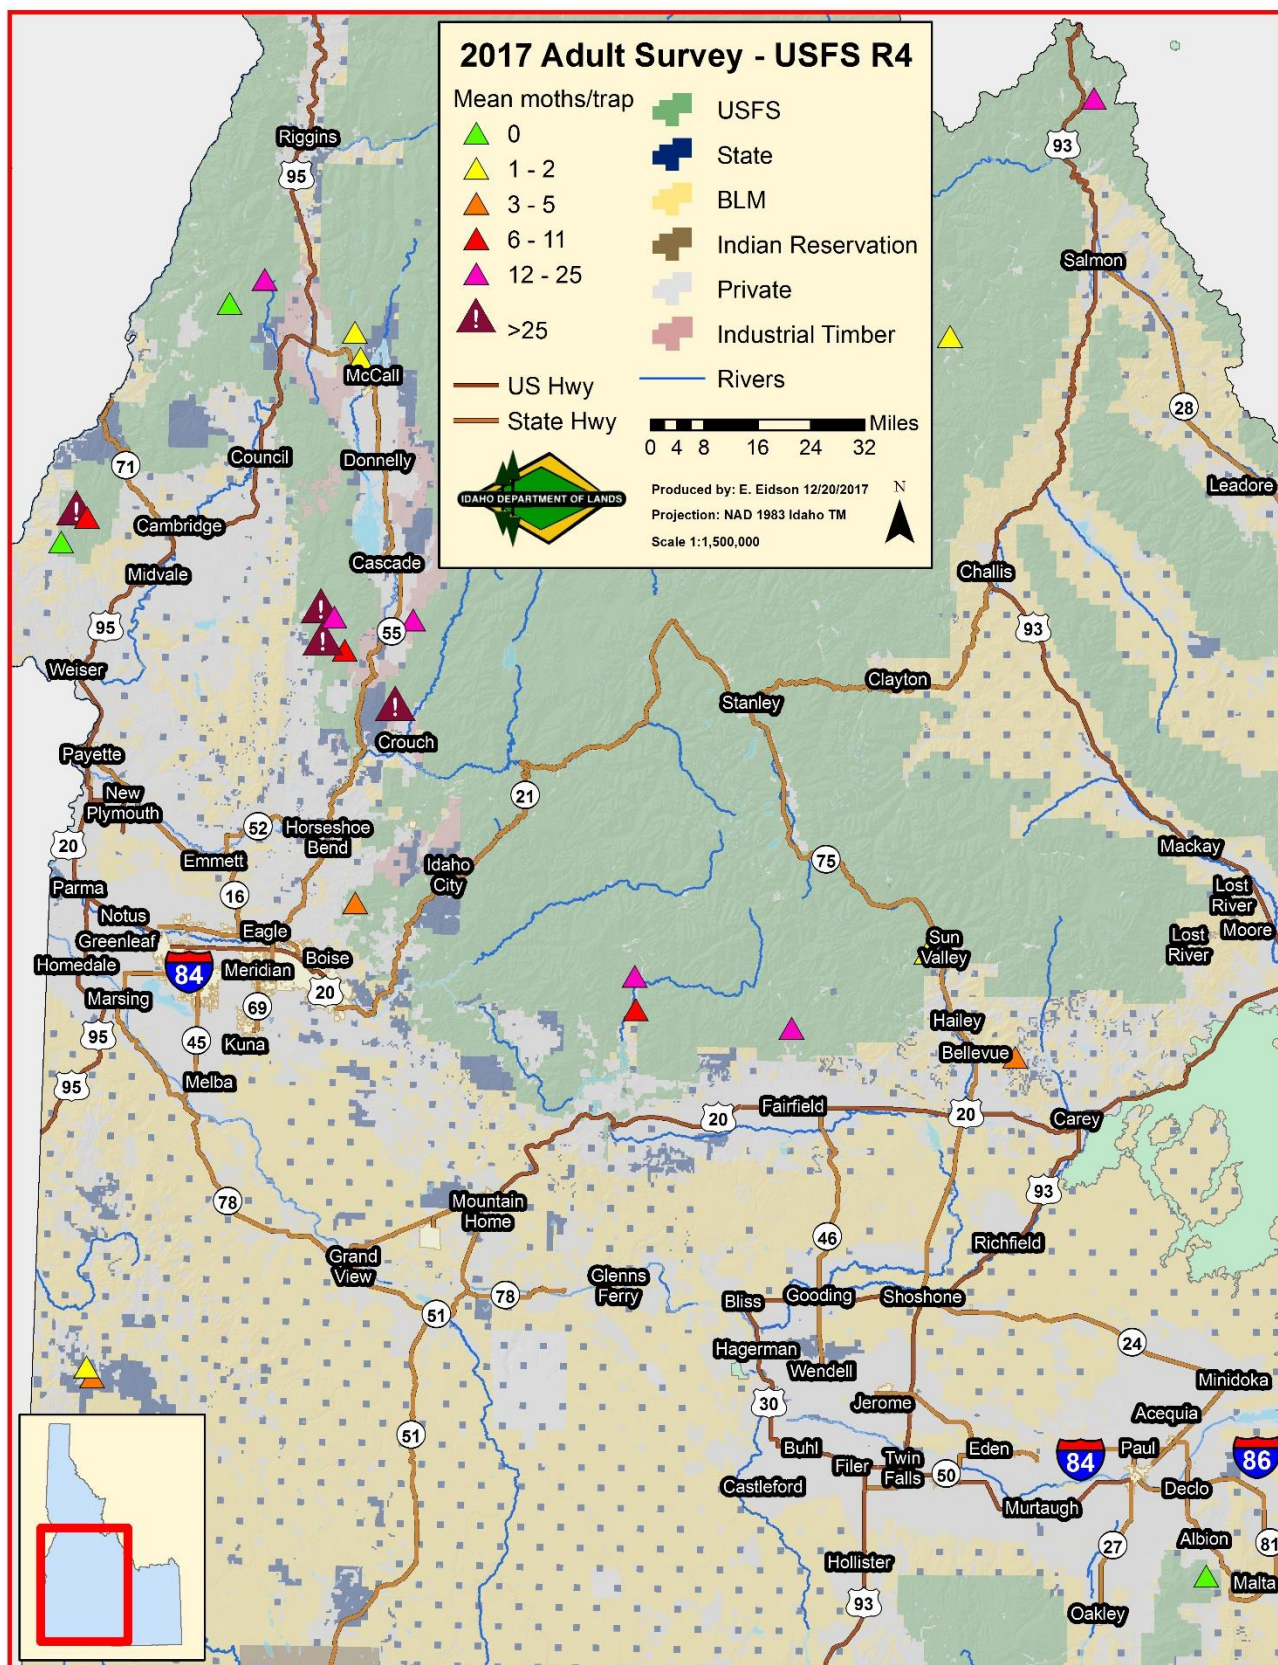 2017 Adult Survey - USFS R4
Mean moths/trap
0
1 - 2
3 - 5
6 - 11
12 - 25
! >25
US Hwy
State Hwy
USFS
State
BLM
Indian Reservation
Private
Industrial Timber
Rivers
Miles
0 4 8 16 24 32
IDAHO DEPARTMENT OF LANDS
Produced by: E. Eidson 12/20/2017
Projection: NAD 1983 Idaho TM
Scale 1:1,500,000
N
Riggins
95
93
Salmon
McCall
28
Council
Donnelly
71
Leadore
!
Cambridge
Cascade
Midvale
Challis
!
95
55
93
!
Weiser
Clayton
Stanley
!
Crouch
Payette
New
Plymouth
21
52
Horseshoe
Bend
20
Emmett
Idaho
City
75
Mackay
Parma
16
Lost
River
Notus
Moore
Greenleaf
Eagle
Lost
River
Sun
Valley
Homedale
84
Meridian
Boise
20
Marsing
69
Hailey
95
45
Kuna
Bellevue
95
Melba
Fairfield
20
20
Carey
78
Mountain
Home
93
46
Richfield
Grand
View
Glenns
Ferry
78
Bliss
Gooding
Shoshone
51
24
Hagerman
Wendell
Minidoka
30
Jerome
Acequia
51
Buhl
Filer
Twin
Falls
Eden
84
Paul
86
50
Castleford
Declo
Murtaugh
27
Albion
81
Hollister
Malta
93
Oakley